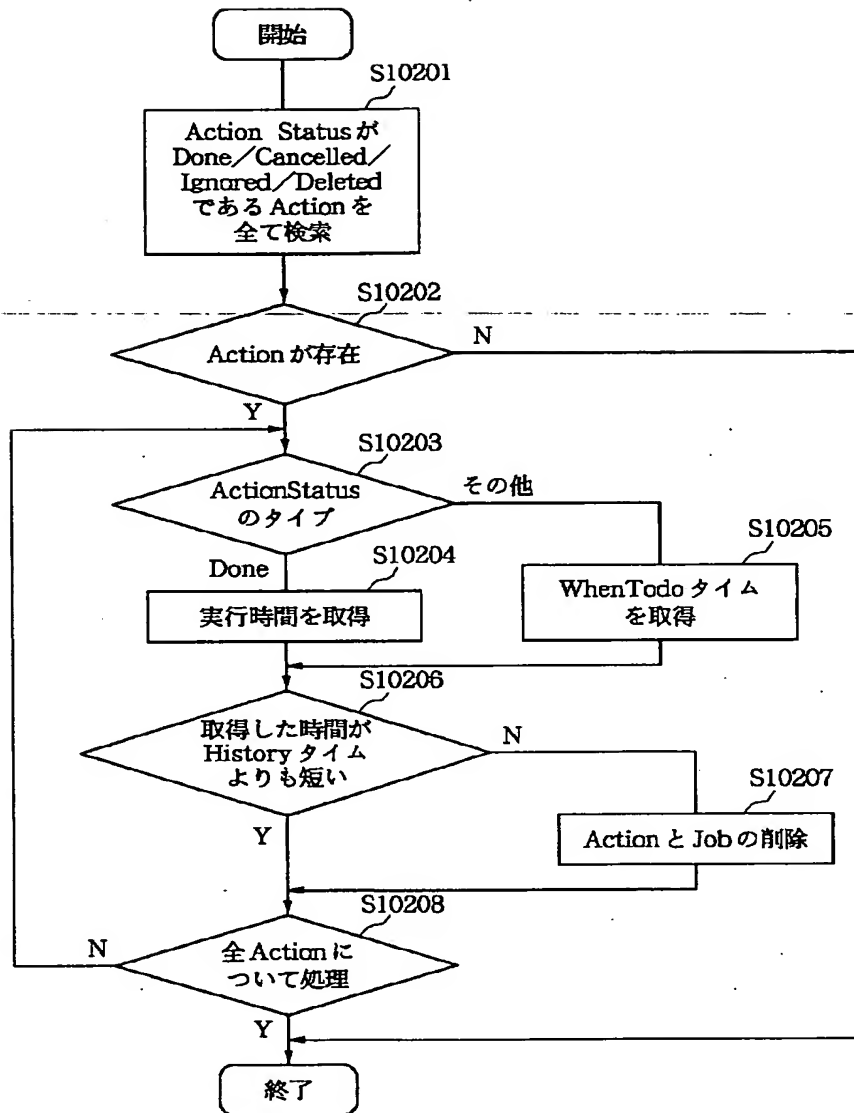 開始
S10201
Action Statusが
Done/Cancelled/
Ignored/Deleted
であるActionを
全て検索
S10202
Actionが存在
N
Y
S10203
ActionStatus
のタイプ
その他
Done
S10204
実行時間を取得
S10205
WhenTodoタイム
を取得
S10206
取得した時間が
Historyタイム
よりも短い
N
Y
S10207
ActionとJobの削除
S10208
全Actionに
ついて処理
N
Y
終了